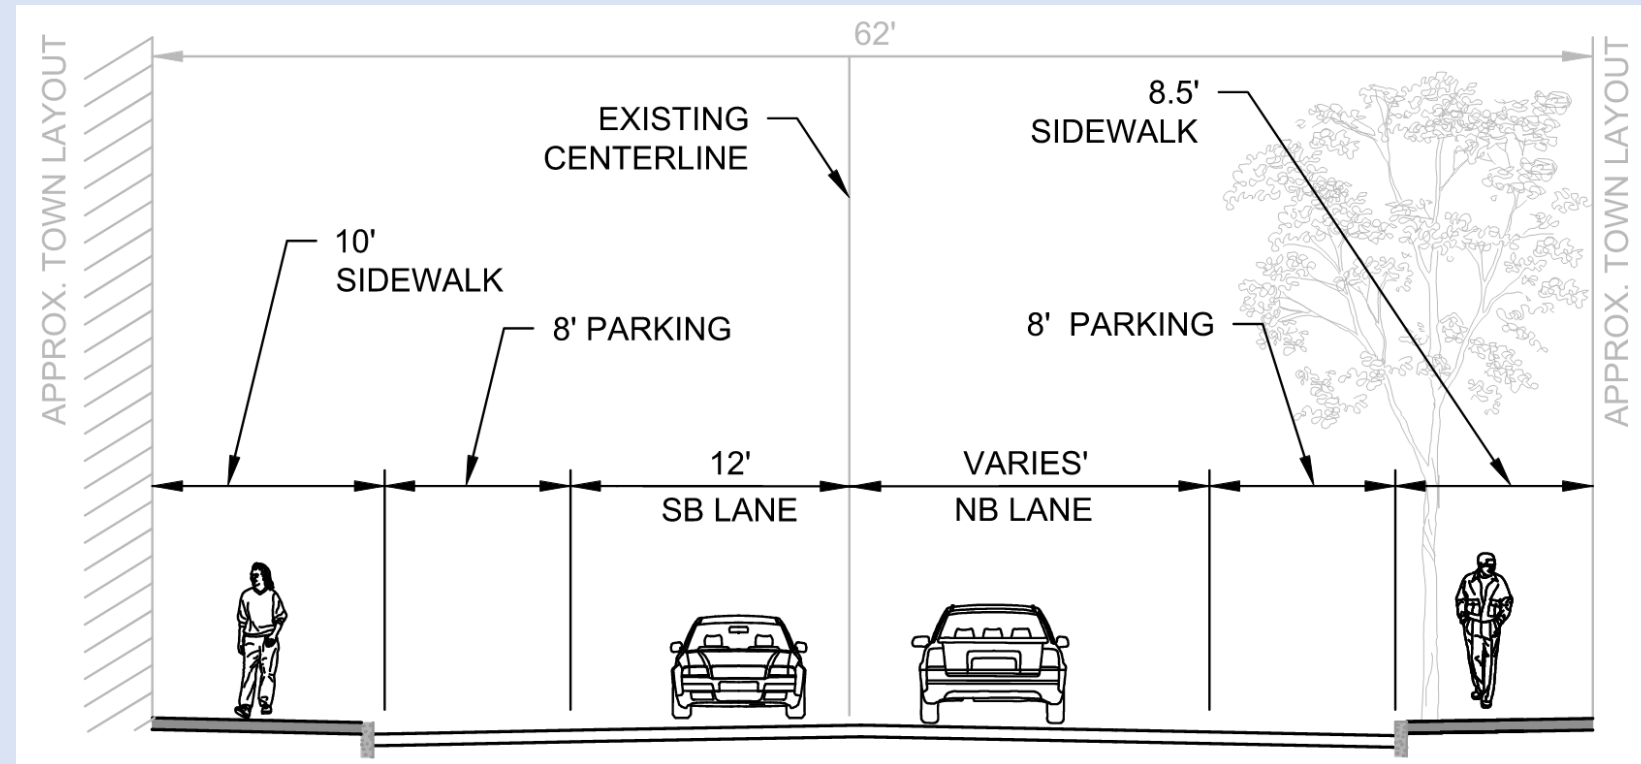 62'
APPROX. TOWN LAYOUT
APPROX. TOWN LAYOUT
EXISTING
CENTERLINE
8.5'
SIDEWALK
10'
SIDEWALK
8' PARKING
8' PARKING
12'
SB LANE
VARIES'
NB LANE